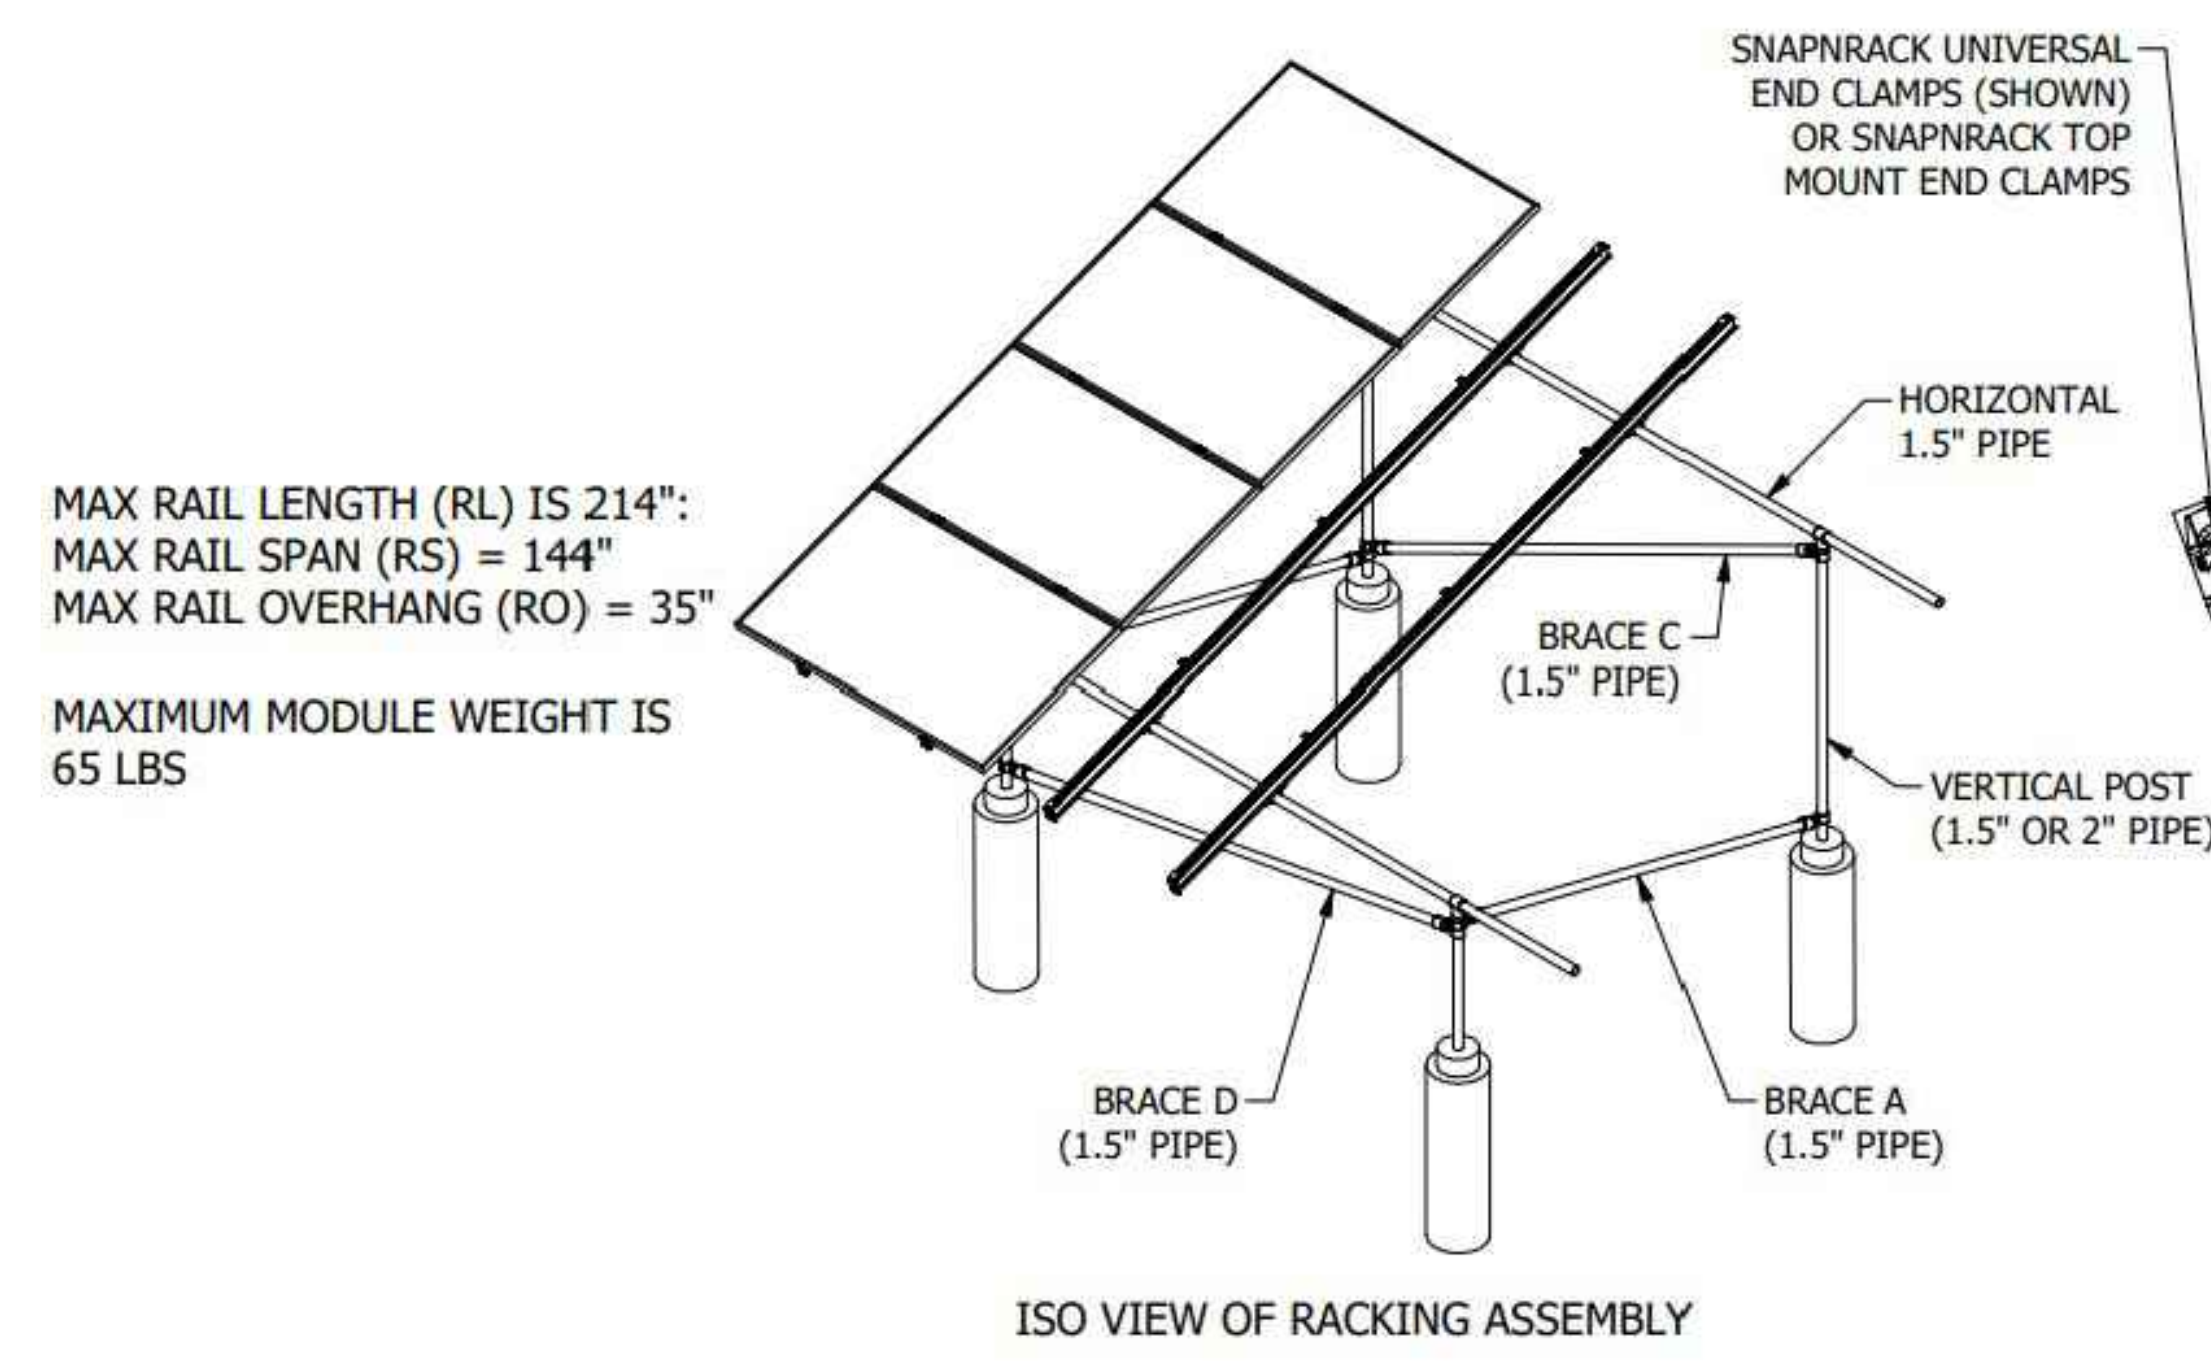 SNAPNRACK UNIVERSAL
END CLAMPS (SHOWN)
OR SNAPNRACK TOP
MOUNT END CLAMPS
HORIZONTAL
1.5" PIPE
MAX RAIL LENGTH (RL) IS 214":
MAX RAIL SPAN (RS) = 144"
MAX RAIL OVERHANG (RO) = 35"
MAXIMUM MODULE WEIGHT IS
65 LBS
BRACE C
(1.5" PIPE)
VERTICAL POST
(1.5" OR 2" PIPE)
BRACE D
(1.5" PIPE)
BRACE A
(1.5" PIPE)
ISO VIEW OF RACKING ASSEMBLY